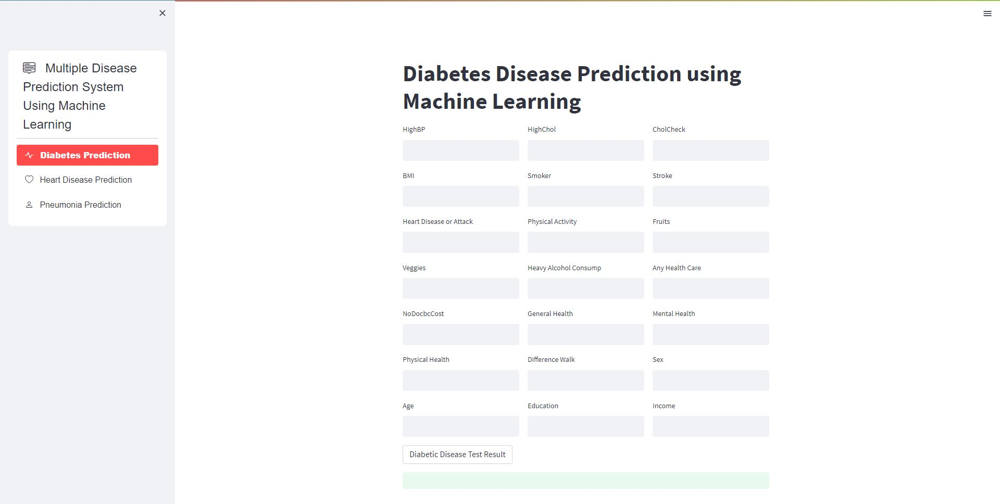 Multiple Disease
Prediction System
Using Machine
Learning
Diabetes Prediction
Heart Disease Prediction
Pneumonia Prediction
Diabetes Disease Prediction using
Machine Learning
HighBP HighChol CholCheck
BMI Smoker Stroke
Heart Disease or Attack Physical Activity Fruits
Veggies Heavy Alcohol Consump Any Health Care
NoDocbcCost General Health Mental Health
Physical Health Difference Walk Sex
Age Education Income
Diabetic Disease Test Result